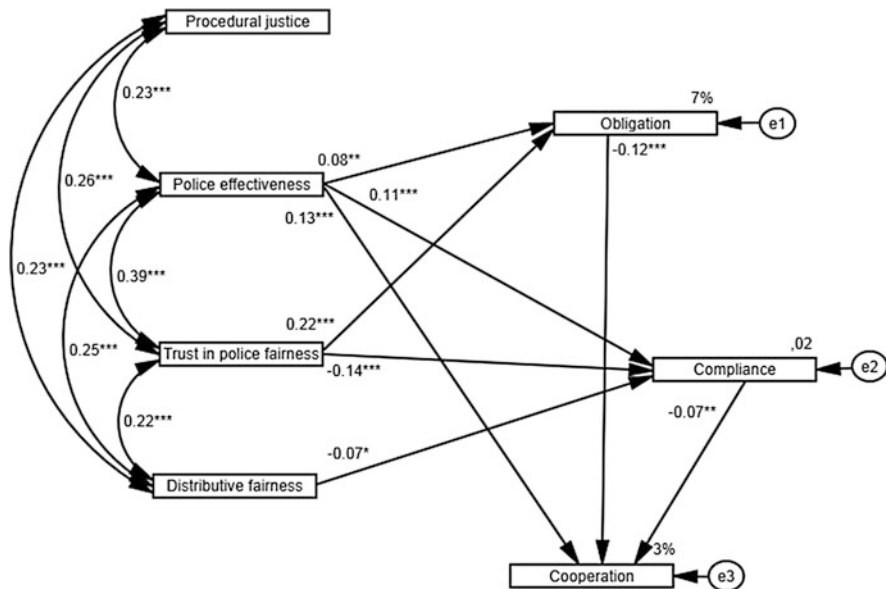 Procedural justice
7%
0.23***
Obligation
e1
0.08**
-0.12***
0.26***
Police effectiveness
0.11***
0.13***
0.23***
0.39***
0.22***
0.25***
Trust in police fairness
,02
-0.14***
Compliance
e2
0.22***
-0.07**
-0.07*
Distributive fairness
3%
Cooperation
e3